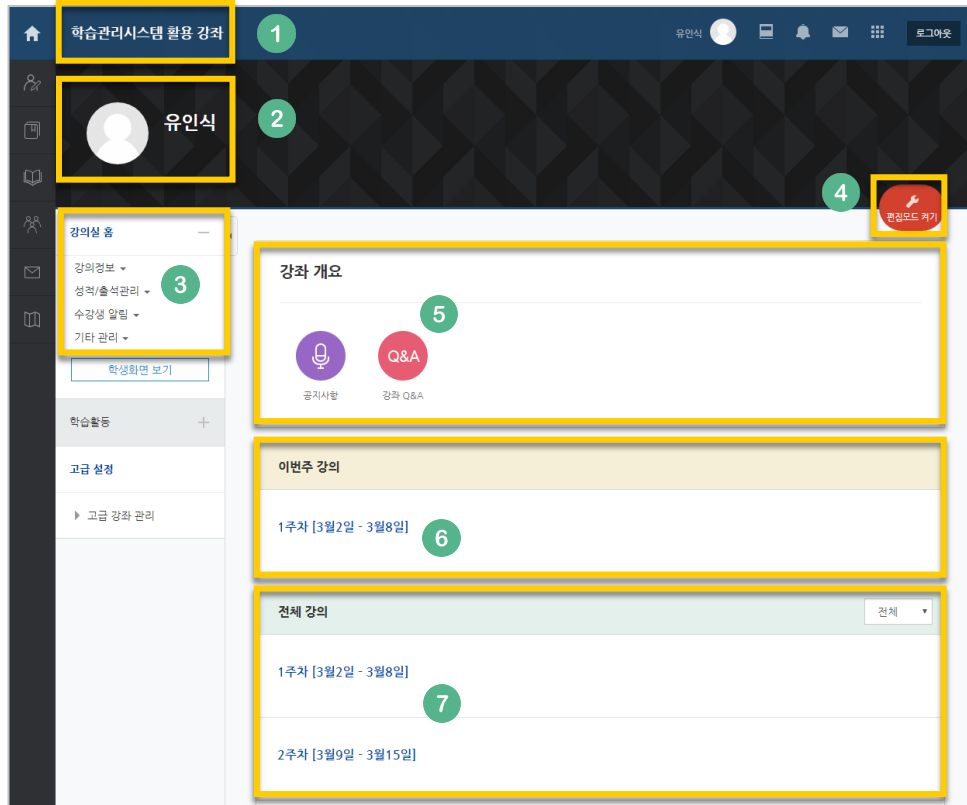 학습관리시스템 활용 강좌
1
유인식
로그아웃
유인식
2
4
편집모드 켜기
강의실 홈
강의정보
성적/출석관리
3
수강생 알림
기타 관리
학생화면 보기
학습활동
고급 설정
고급 강좌 관리
강좌 개요
5
Q&A
공지사항
강좌 Q&A
이번주 강의
1주차 [3월2일 - 3월8일]
6
전체 강의
전체
1주차 [3월2일 - 3월8일]
7
2주차 [3월9일 - 3월15일]